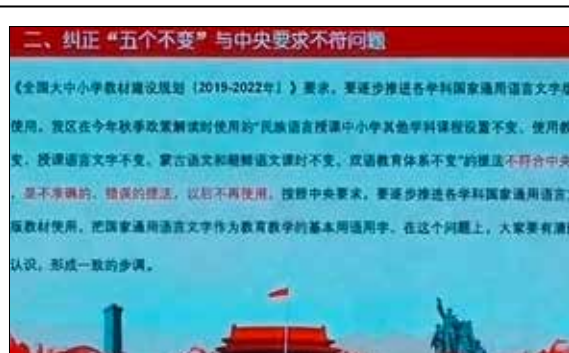 二、纠正“五个不变”与中央要求不符问题
《全国大中小学教材建设规划（2019-2022年）》要求，要逐步推进各学科国家通用语言文字版
使用。我区在今年秋季政策解读时使用的“民族语言授课中小学其他学科课程设置不变、使用教
变、授课语言文字不变、蒙古语文和朝鲜语文课时不变、双语教育体系不变”的提法不符合中央
，是不准确的、错误的提法，以后不再使用。按照中央要求，要逐步推进各学科国家通用语言
版教材使用，把国家通用语言文字作为教育教学的基本用语用字。在这个问题上，大家要有清
认识，形成一致的步调。